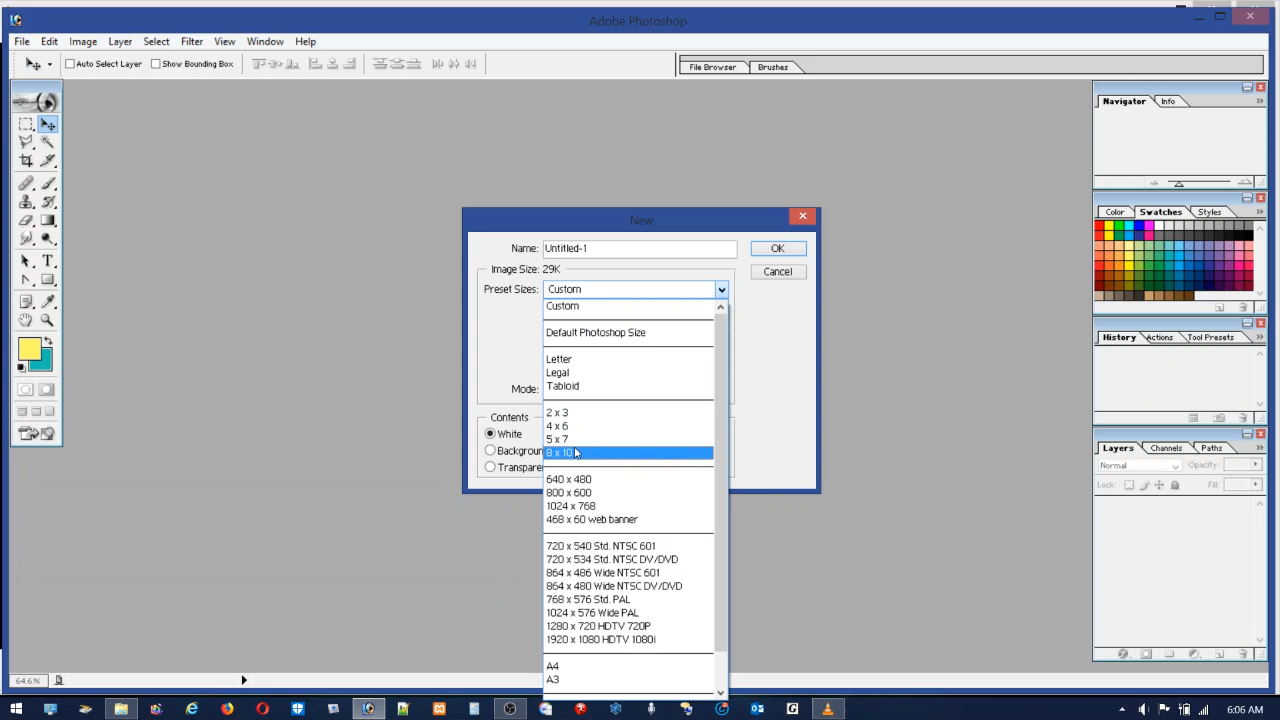 Adobe Photoshop
File Edit Image Layer Select Filter View Window Help
Auto Select Layer Show Bounding Box File Browser Brushes
Navigator Info
Color Swatches Styles
History Actions Tool Presets
Layers Channels Paths
Normal Opacity:
Lock: Fill:
New
Name: Untitled-1 OK
Image Size: 29K Cancel
Preset Sizes: Custom
Custom
Default Photoshop Size
Letter
Legal
Tabloid
Mode:
2 x 3
4 x 6
5 x 7
8 x 10
Contents
White
Backgroun
Transpare
640 x 480
800 x 600
1024 x 768
468 x 60 web banner
720 x 540 Std. NTSC 601
720 x 534 Std. NTSC DV/DVD
864 x 486 Wide NTSC 601
864 x 480 Wide NTSC DV/DVD
768 x 576 Std. PAL
1024 x 576 Wide PAL
1280 x 720 HDTV 720P
1920 x 1080 HDTV 1080i
A4
A3
64.6%
6:06 AM